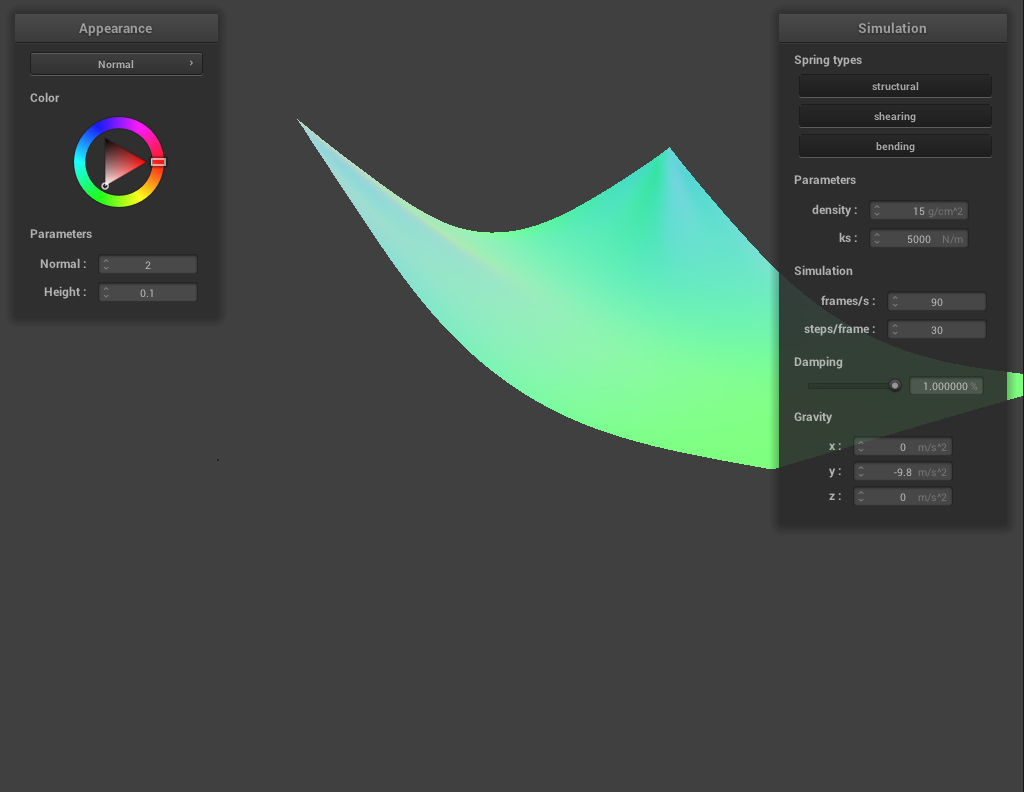 Appearance
Normal
Color
Parameters
Normal : 2
Height : 0.1
Simulation
Spring types
structural
shearing
bending
Parameters
density : 15 g/cm^2
ks : 5000 N/m
Simulation
frames/s : 90
steps/frame : 30
Damping
1.000000 %
Gravity
x : 0 m/s^2
y : -9.8 m/s^2
z : 0 m/s^2